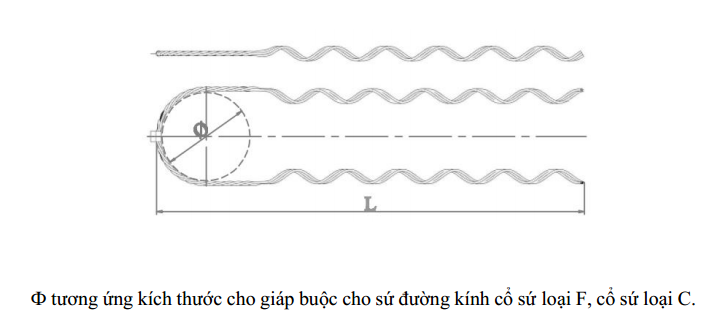 Φ
L
Φ tương ứng kích thước cho giáp buộc cho sứ đường kính cổ sứ loại F, cổ sứ loại C.